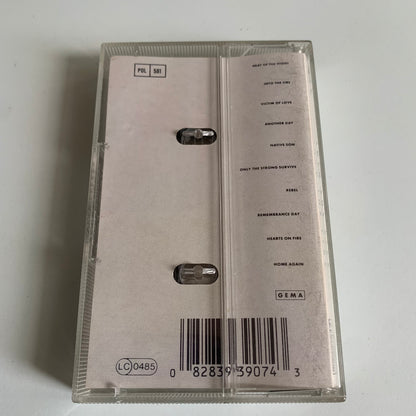 POL 581
HEAT OF THE NIGHT
INTO THE FIRE
VICTIM OF LOVE
ANOTHER DAY
NATIVE SON
ONLY THE STRONG SURVIVE
REBEL
REMEMBRANCE DAY
HEARTS ON FIRE
HOME AGAIN
GEMA
LC 0485
0 82839 39074 3